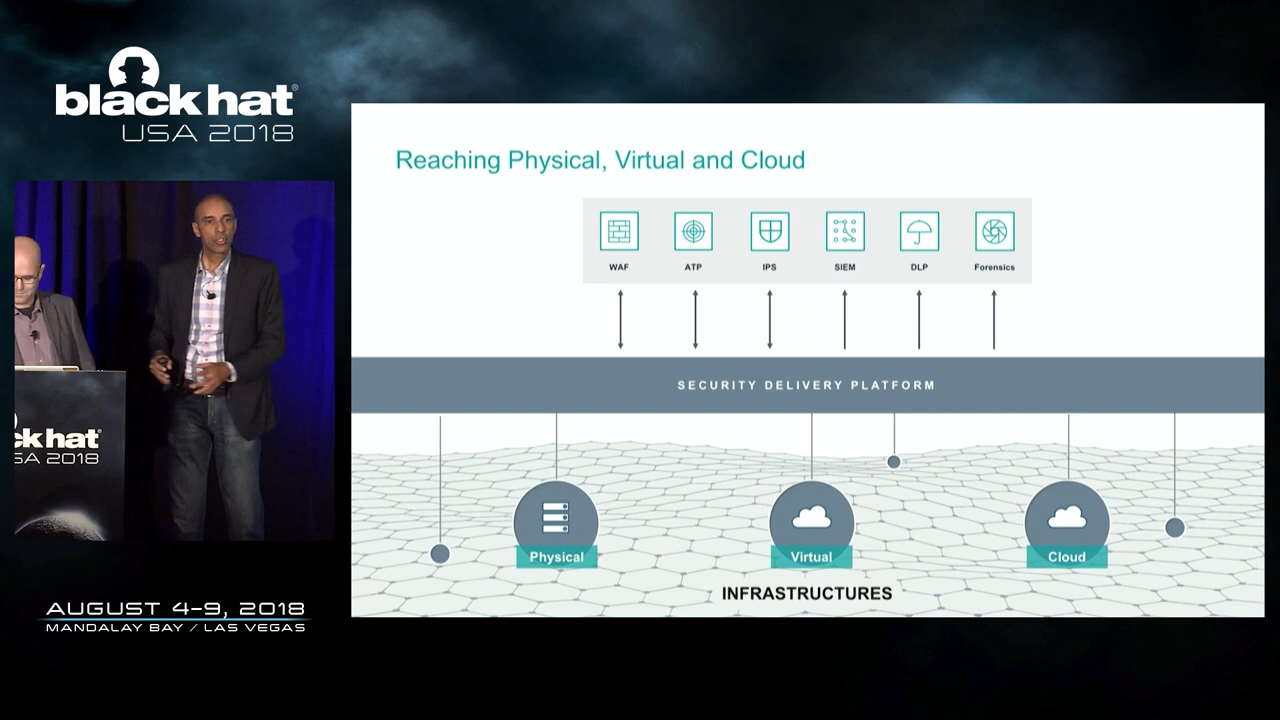 black hat®
USA 2018
Reaching Physical, Virtual and Cloud
WAF
ATP
IPS
SIEM
DLP
Forensics
SECURITY DELIVERY PLATFORM
Physical
Virtual
Cloud
INFRASTRUCTURES
ck hat
SA 2018
AUGUST 4-9, 2018
MANDALAY BAY / LAS VEGAS